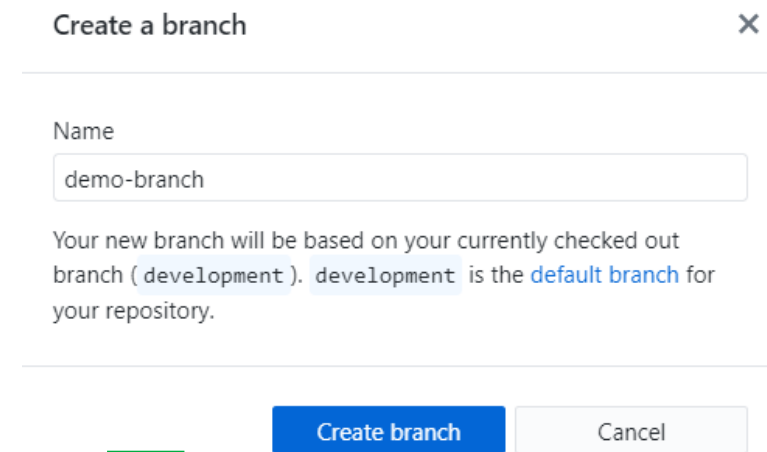 Create a branch
Name
demo-branch
Your new branch will be based on your currently checked out
branch (development). development is the default branch for
your repository.
Create branch
Cancel